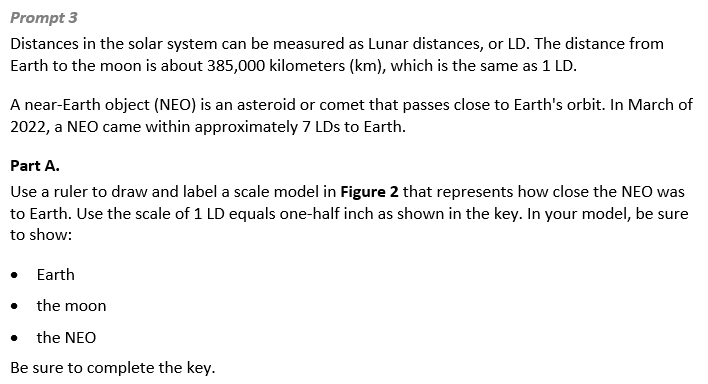 Prompt 3
Distances in the solar system can be measured as Lunar distances, or LD. The distance from
Earth to the moon is about 385,000 kilometers (km), which is the same as 1 LD.
A near-Earth object (NEO) is an asteroid or comet that passes close to Earth's orbit. In March of
2022, a NEO came within approximately 7 LDs to Earth.
Part A.
Use a ruler to draw and label a scale model in Figure 2 that represents how close the NEO was
to Earth. Use the scale of 1 LD equals one-half inch as shown in the key. In your model, be sure
to show:
• Earth
• the moon
• the NEO
Be sure to complete the key.